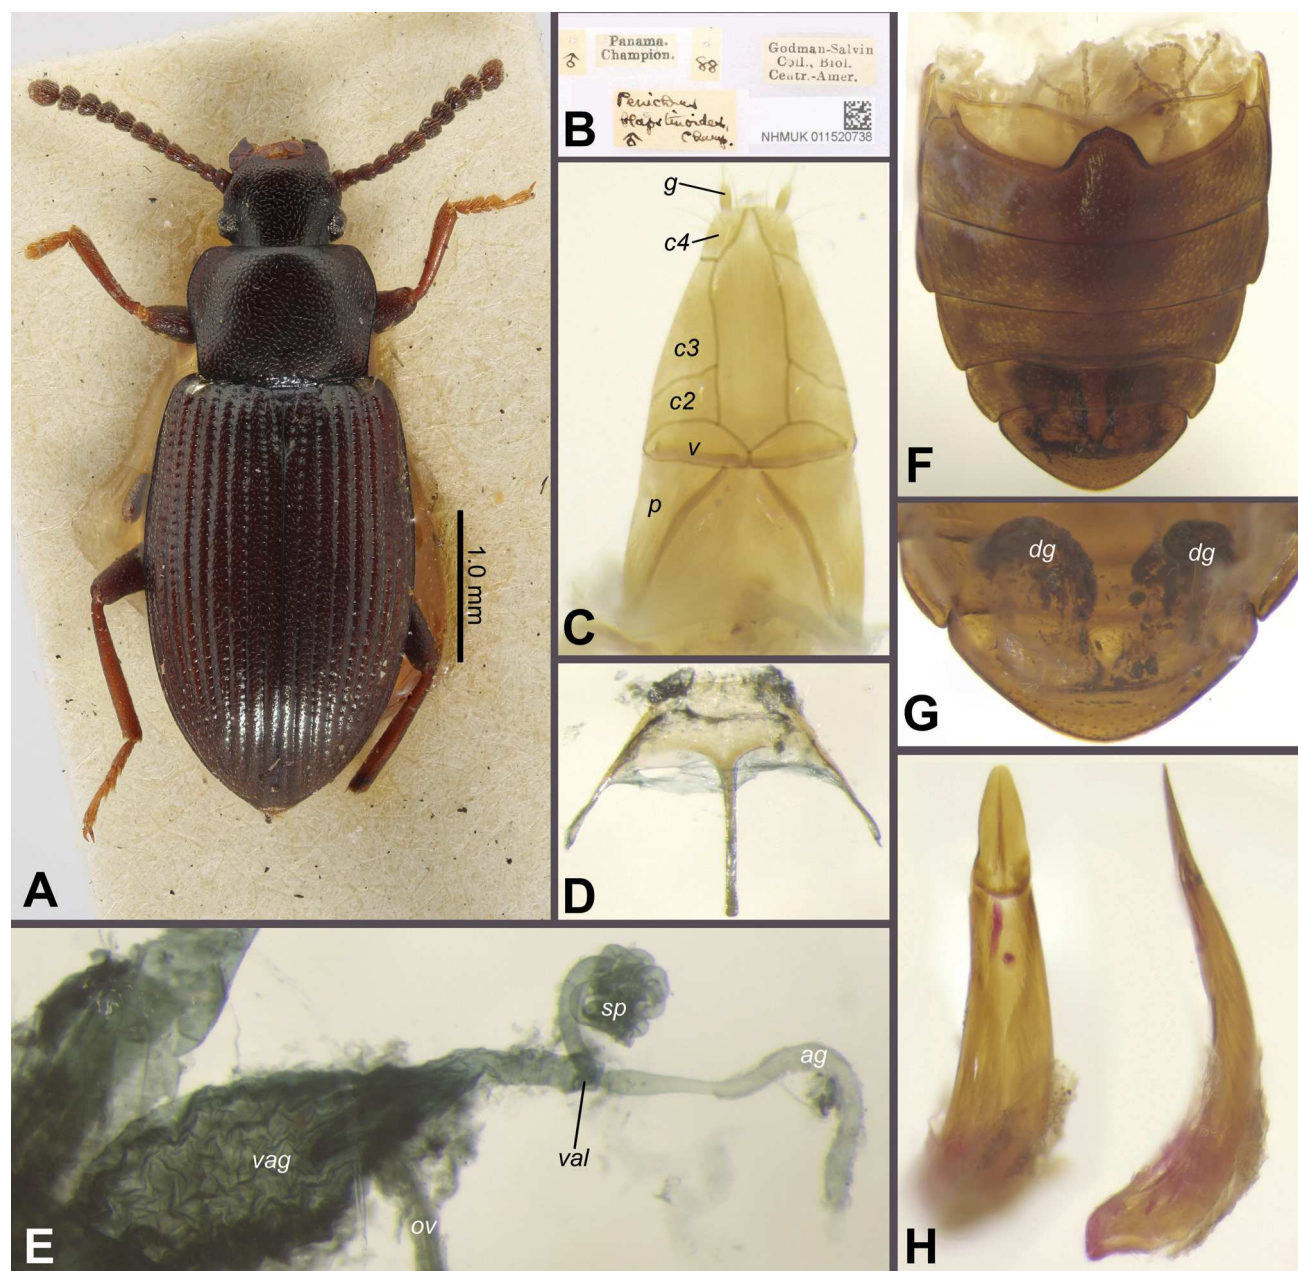 A
1.0 mm
Panama.
Champion.
88
Godman-Salvin
Coll., Biol.
Centr.-Amer.
Champ.
NHMUK 011520738
B
g
c4
c3
c2
v
p
C
D
sp
ag
val
vag
ov
E
F
dg
dg
G
H